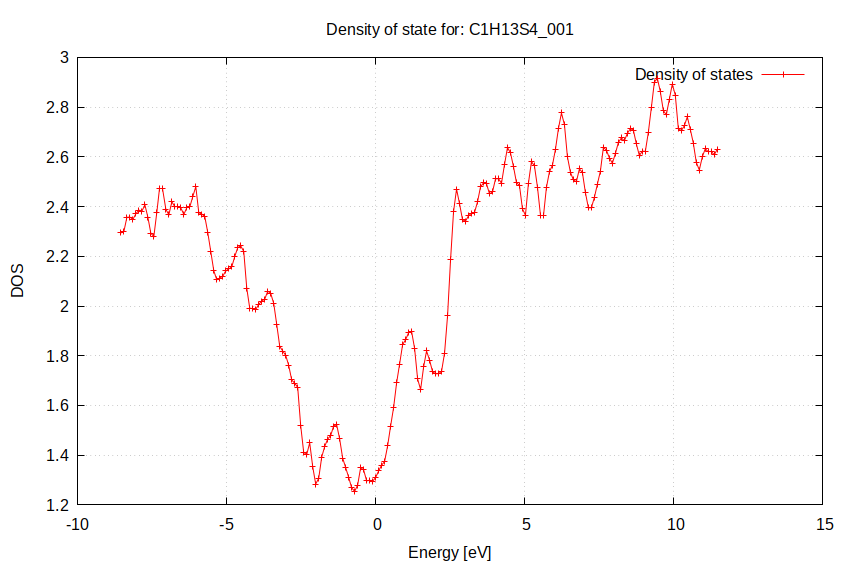 Density of state for: C1H13S4_001
Density of states
3
2.8
2.6
2.4
2.2
2
1.8
1.6
1.4
1.2
DOS
-10 -5 0 5 10 15
Energy [eV]